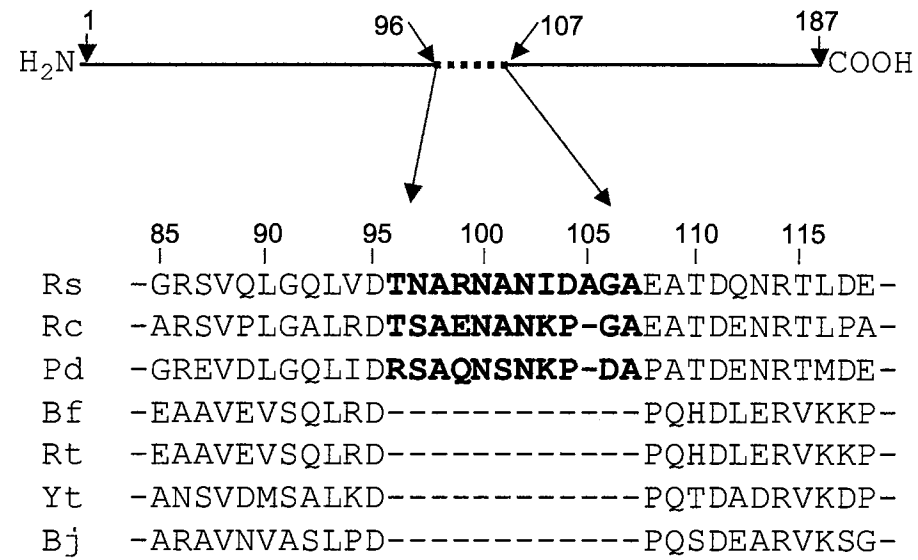 1 96 107 187
H₂N COOH
85 90 95 100 105 110 115
Rs -GRSVQLGQLVDTNARNANIDAGAEATDQNRTLDE-
Rc -ARSVPLGALRDTSAENANKP-GAEATDENRTLPA-
Pd -GREVDLGQLIDRSAQNSNKP-DAPATDENRTMDE-
Bf -EAAVEVSQLRD------------PQHDLERVKKP-
Rt -EAAVEVSQLRD------------PQHDLERVKKP-
Yt -ANSVDMSALKD------------PQTDADRVKDP-
Bj -ARAVNVASLPD------------PQSDEARVKSG-